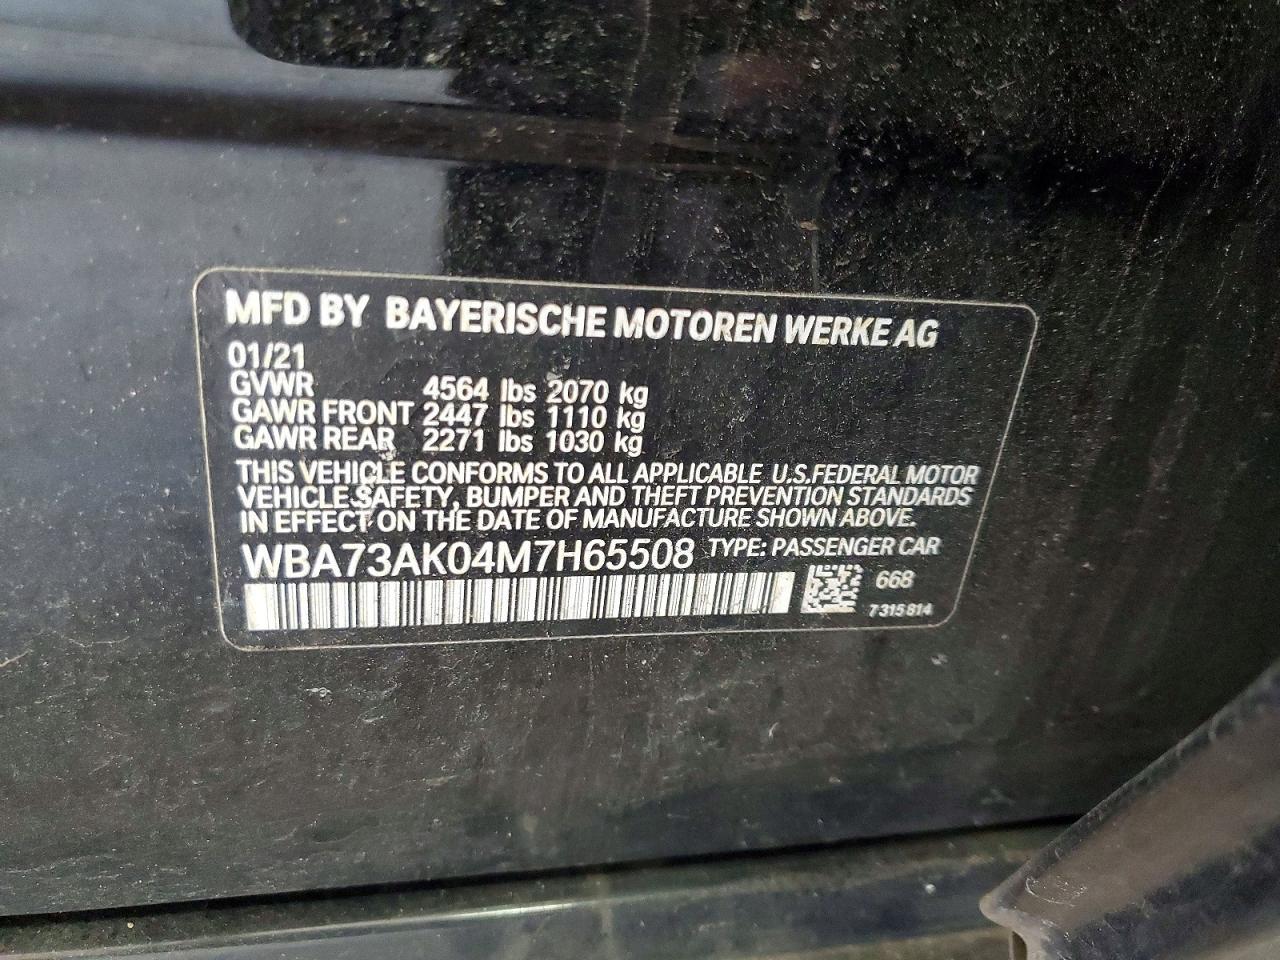 MFD BY BAYERISCHE MOTOREN WERKE AG
01/21
GVWR 4564 lbs 2070 kg
GAWR FRONT 2447 lbs 1110 kg
GAWR REAR 2271 lbs 1030 kg
THIS VEHICLE CONFORMS TO ALL APPLICABLE U.S.FEDERAL MOTOR
VEHICLE SAFETY, BUMPER AND THEFT PREVENTION STANDARDS
IN EFFECT ON THE DATE OF MANUFACTURE SHOWN ABOVE.
WBA73AK04M7H65508 TYPE: PASSENGER CAR
668
7 315 814